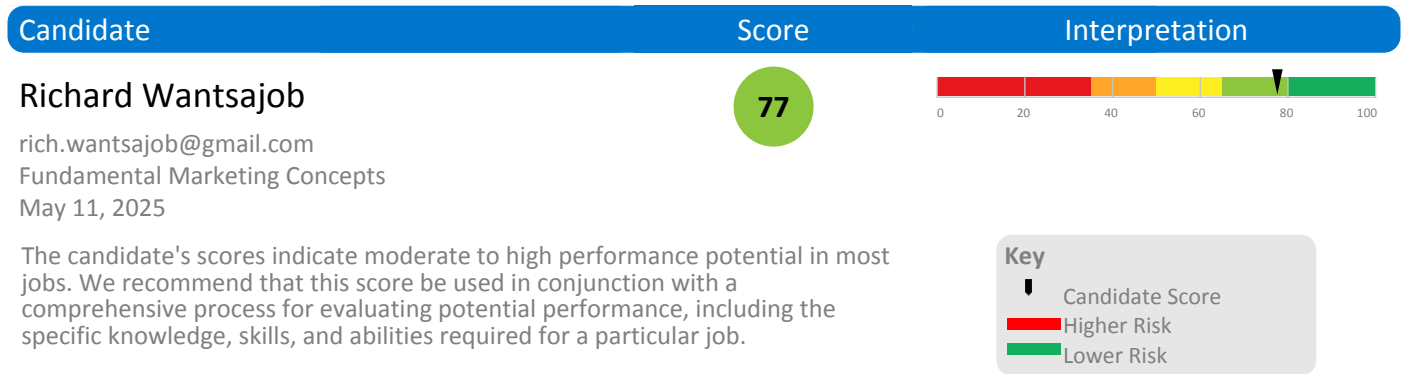 Candidate Score Interpretation
Richard Wantsajob
77
0 20 40 60 80 100
rich.wantsajob@gmail.com
Fundamental Marketing Concepts
May 11, 2025
The candidate's scores indicate moderate to high performance potential in most
jobs. We recommend that this score be used in conjunction with a
comprehensive process for evaluating potential performance, including the
specific knowledge, skills, and abilities required for a particular job.
Key
Candidate Score
Higher Risk
Lower Risk